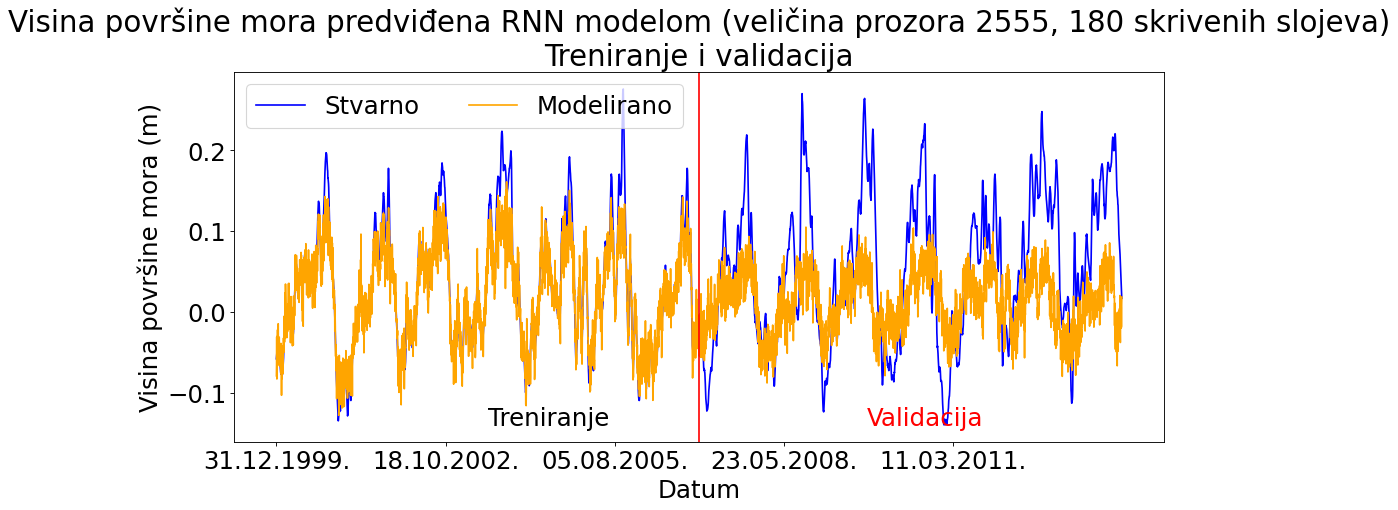 Visina površine mora predviđena RNN modelom (veličina prozora 2555, 180 skrivenih slojeva)
Treniranje i validacija
Stvarno Modelirano
Visina površine mora (m)
0.2
0.1
0.0
−0.1
Treniranje Validacija
31.12.1999. 18.10.2002. 05.08.2005. 23.05.2008. 11.03.2011.
Datum